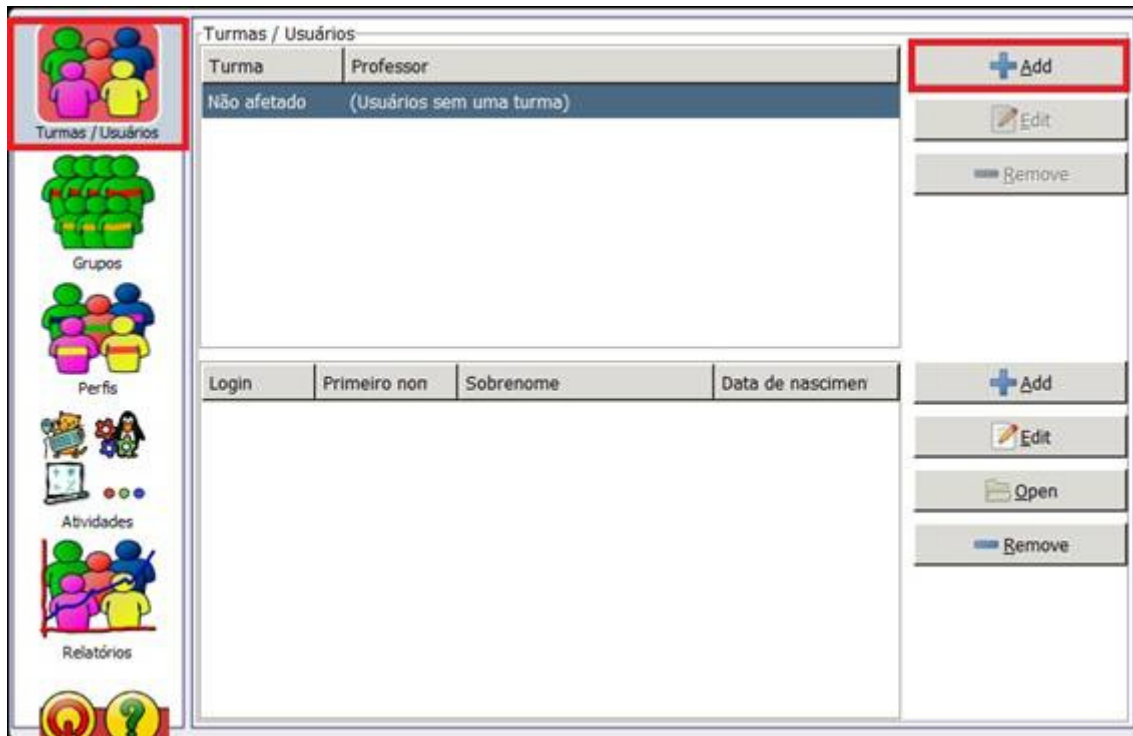 Turmas / Usuários
Turma Professor
Não afetado (Usuários sem uma turma)
Add
Edit
Remove
Turmas / Usuários
Grupos
Perfis
Atividades
Relatórios
Login Primeiro non Sobrenome Data de nascimen
Add
Edit
Open
Remove